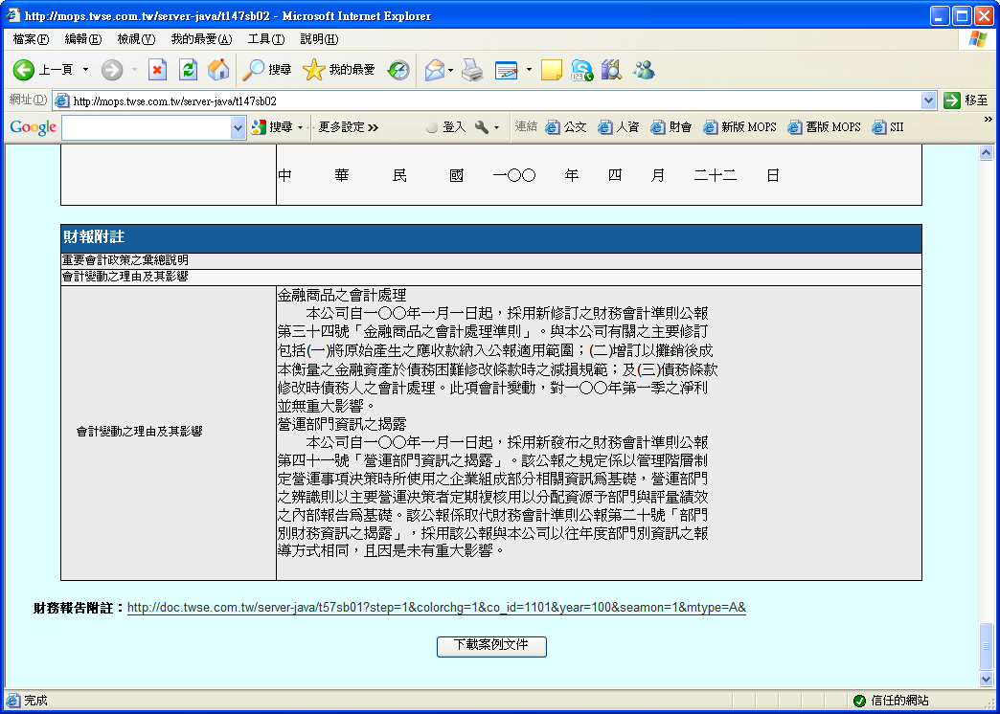 http://mops.twse.com.tw/server-java/t147sb02 - Microsoft Internet Explorer
檔案(F) 編輯(E) 檢視(V) 我的最愛(A) 工具(T) 說明(H)
上一頁 搜尋 我的最愛
網址(D) http://mops.twse.com.tw/server-java/t147sb02 移至
Google 搜尋 更多設定 >> 登入 連結 公文 人資 財會 新版 MOPS 舊版 MOPS SII »
中 華 民 國 一○○ 年 四 月 二十二 日
財報附註
重要會計政策之彙總說明
會計變動之理由及其影響
會計變動之理由及其影響
金融商品之會計處理
本公司自一○○年一月一日起，採用新修訂之財務會計準則公報
第三十四號「金融商品之會計處理準則」。與本公司有關之主要修訂
包括(一)將原始產生之應收款納入公報適用範圍；(二)增訂以攤銷後成
本衡量之金融資產於債務困難修改條款時之減損規範；及(三)債務條款
修改時債務人之會計處理。此項會計變動，對一○○年第一季之淨利
並無重大影響。
營運部門資訊之揭露
本公司自一○○年一月一日起，採用新發布之財務會計準則公報
第四十一號「營運部門資訊之揭露」。該公報之規定係以管理階層制
定營運事項決策時所使用之企業組成部分相關資訊為基礎，營運部門
之辨識則以主要營運決策者定期複核用以分配資源予部門與評量績效
之內部報告為基礎。該公報係取代財務會計準則公報第二十號「部門
別財務資訊之揭露」，採用該公報與本公司以往年度部門別資訊之報
導方式相同，且因是未有重大影響。
財務報告附註：http://doc.twse.com.tw/server-java/t57sb01?step=1&colorchg=1&co_id=1101&year=100&seamon=1&mtype=A&
下載案例文件
完成 信任的網站